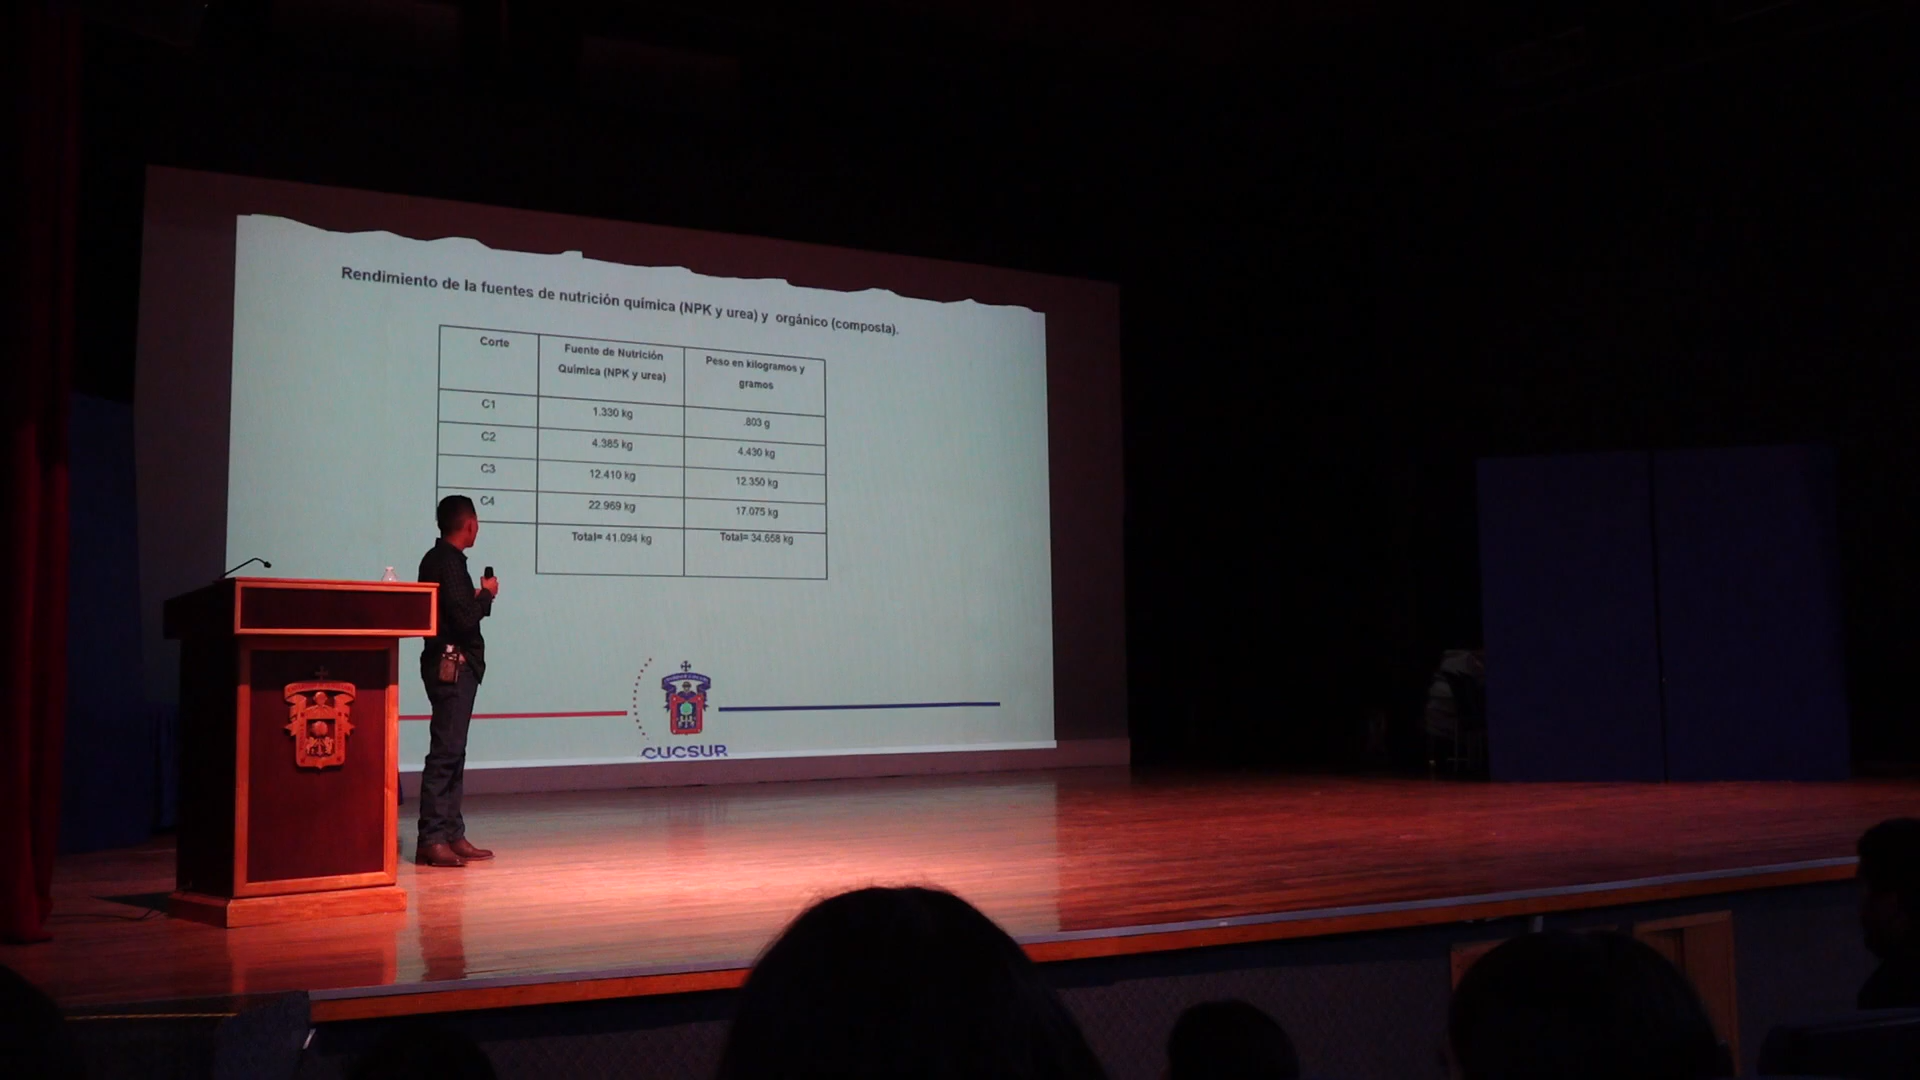 Rendimiento de la fuentes de nutrición química (NPK y urea) y orgánico (composta).
Corte
Fuente de Nutrición
Química (NPK y urea)
Peso en kilogramos y
gramos
C1
1.330 kg
.803 g
C2
4.385 kg
4.430 kg
C3
12.410 kg
12.350 kg
C4
22.969 kg
17.075 kg
Total= 41.094 kg
Total= 34.658 kg
CUCSUR